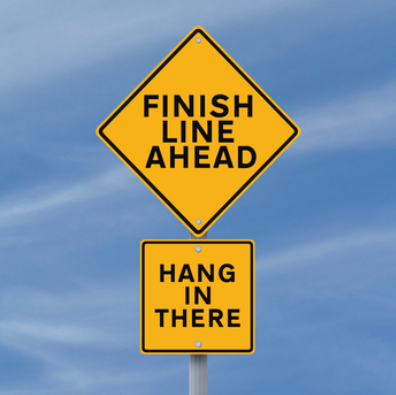 FINISH
LINE
AHEAD
HANG
IN
THERE